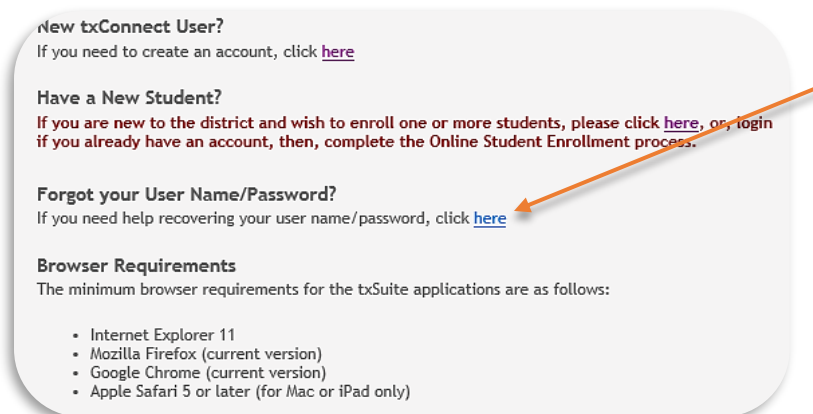 New txConnect User?
If you need to create an account, click here
Have a New Student?
If you are new to the district and wish to enroll one or more students, please click here, or, login
if you already have an account, then, complete the Online Student Enrollment process.
Forgot your User Name/Password?
If you need help recovering your user name/password, click here
Browser Requirements
The minimum browser requirements for the txSuite applications are as follows:
• Internet Explorer 11
• Mozilla Firefox (current version)
• Google Chrome (current version)
• Apple Safari 5 or later (for Mac or iPad only)